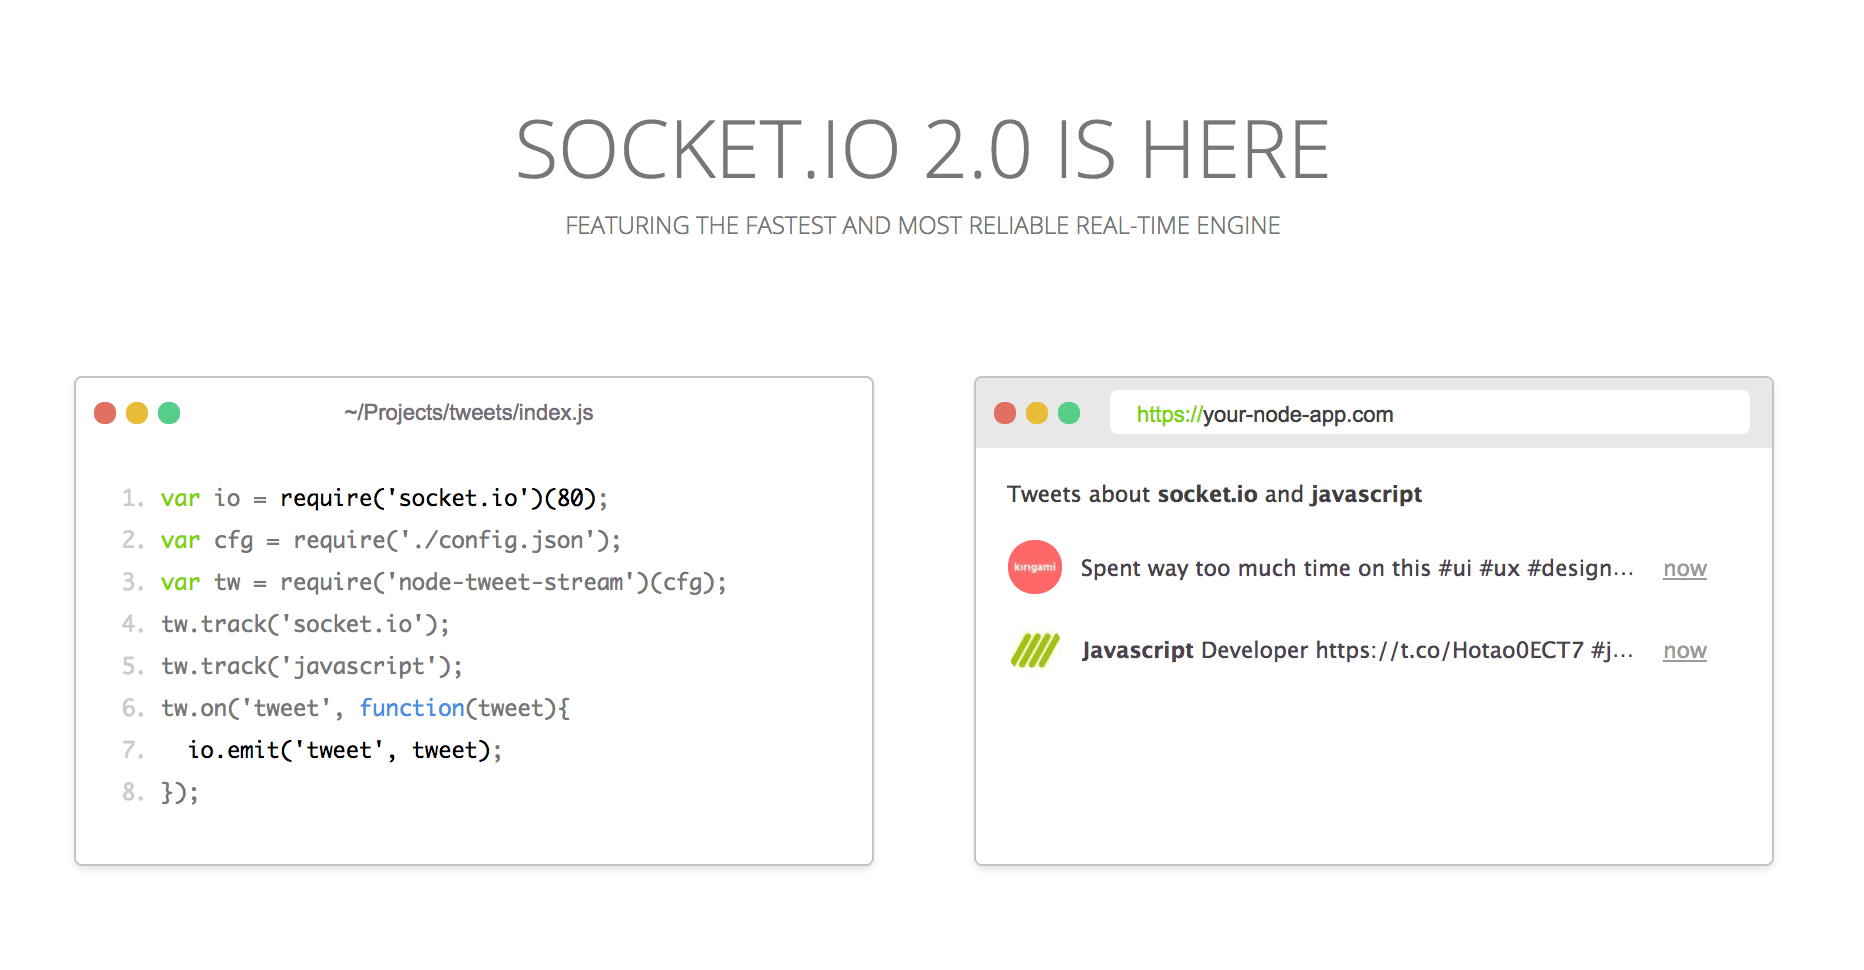 SOCKET.IO 2.0 IS HERE
FEATURING THE FASTEST AND MOST RELIABLE REAL-TIME ENGINE
~/Projects/tweets/index.js
1. var io = require('socket.io')(80);
2. var cfg = require('./config.json');
3. var tw = require('node-tweet-stream')(cfg);
4. tw.track('socket.io');
5. tw.track('javascript');
6. tw.on('tweet', function(tweet){
7.   io.emit('tweet', tweet);
8. });
https://your-node-app.com
Tweets about socket.io and javascript
kirigami
Spent way too much time on this #ui #ux #design… now
Javascript Developer https://t.co/Hotao0ECT7 #j… now